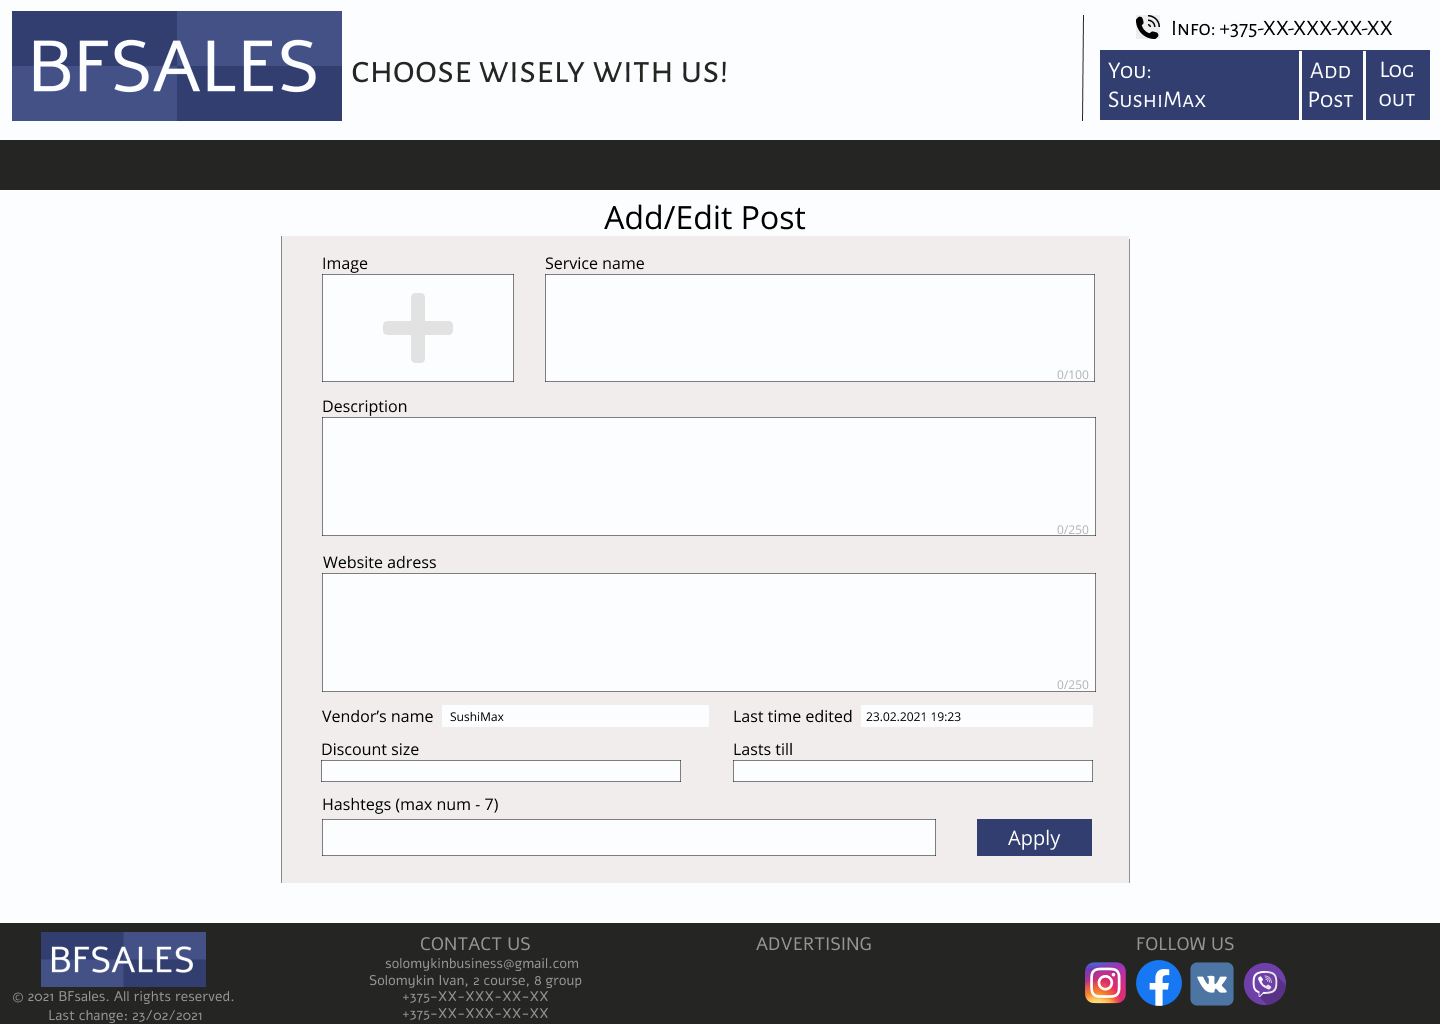 BFSALES
CHOOSE WISELY WITH US!
Info: +375-XX-XXX-XX-XX
You:
SushiMax
Add
Post
Log
out
Add/Edit Post
Image
Service name
0/100
Description
0/250
Website adress
0/250
Vendor’s name SushiMax
Last time edited 23.02.2021 19:23
Discount size
Lasts till
Hashtegs (max num - 7)
Apply
BFSALES
© 2021 BFsales. All rights reserved.
Last change: 23/02/2021
CONTACT US
solomykinbusiness@gmail.com
Solomykin Ivan, 2 course, 8 group
+375-XX-XXX-XX-XX
+375-XX-XXX-XX-XX
ADVERTISING
FOLLOW US